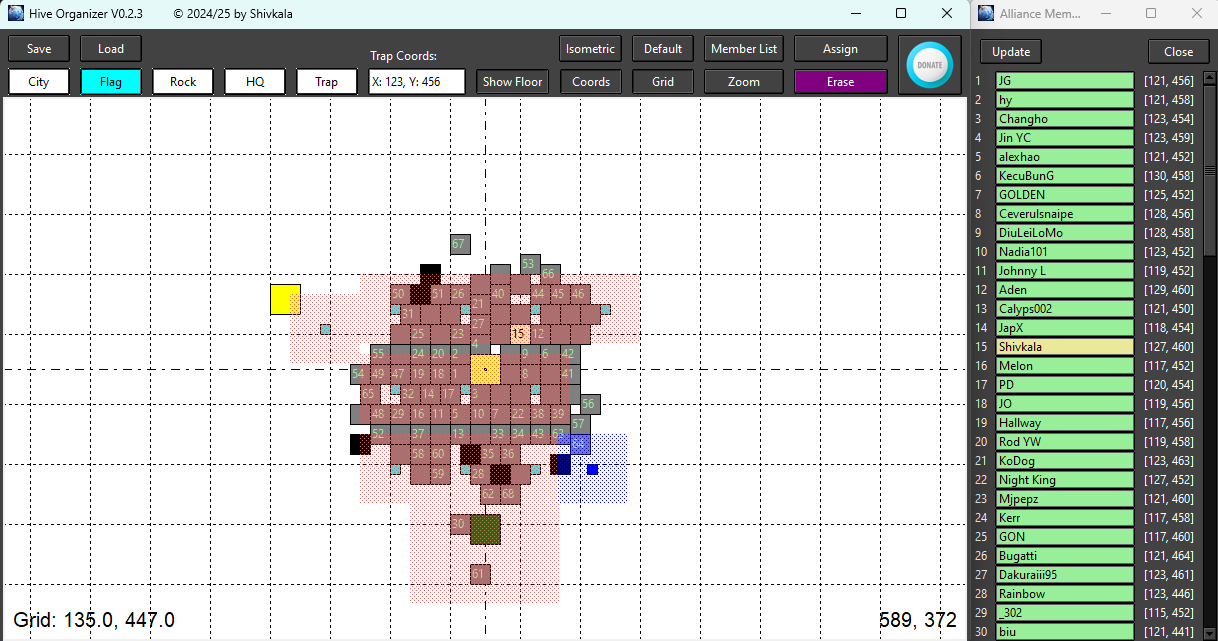 Hive Organizer V0.2.3 © 2024/25 by Shivkala
Alliance Mem...
Save Load Trap Coords: Isometric Default Member List Assign DONATE
City Flag Rock HQ Trap X: 123, Y: 456 Show Floor Coords Grid Zoom Erase
Update Close
1 JG [121, 456]
2 hy [121, 458]
3 Changho [123, 454]
4 Jin YC [123, 459]
5 alexhao [121, 452]
6 KecuBunG [130, 458]
7 GOLDEN [125, 452]
8 Ceverulsnaipe [128, 456]
9 DiuLeiLoMo [128, 458]
10 Nadia101 [123, 452]
11 Johnny L [119, 452]
12 Aden [129, 460]
13 Calyps002 [121, 450]
14 JapX [118, 454]
15 Shivkala [127, 460]
16 Melon [117, 452]
17 PD [120, 454]
18 JO [119, 456]
19 Hallway [117, 456]
20 Rod YW [119, 458]
21 KoDog [123, 463]
22 Night King [127, 452]
23 Mjpepz [121, 460]
24 Kerr [117, 458]
25 GON [117, 460]
26 Bugatti [121, 464]
27 Dakuraiii95 [123, 461]
28 Rainbow [123, 446]
29 _302 [115, 452]
30 biu [121, 441]
67
53
66
50 51 26 40 44 45 46
21
31
27
25 23 15 12
4
55 24 20 2 9 6 42
54 49 47 19 18 1 8 41
65 32 14 17 3
56
48 29 16 11 5 10 7 22 38 39
57
52 37 13 33 34 43 63
64
58 60 35 36
59 28
62 68
30
61
Grid: 135.0, 447.0
589, 372